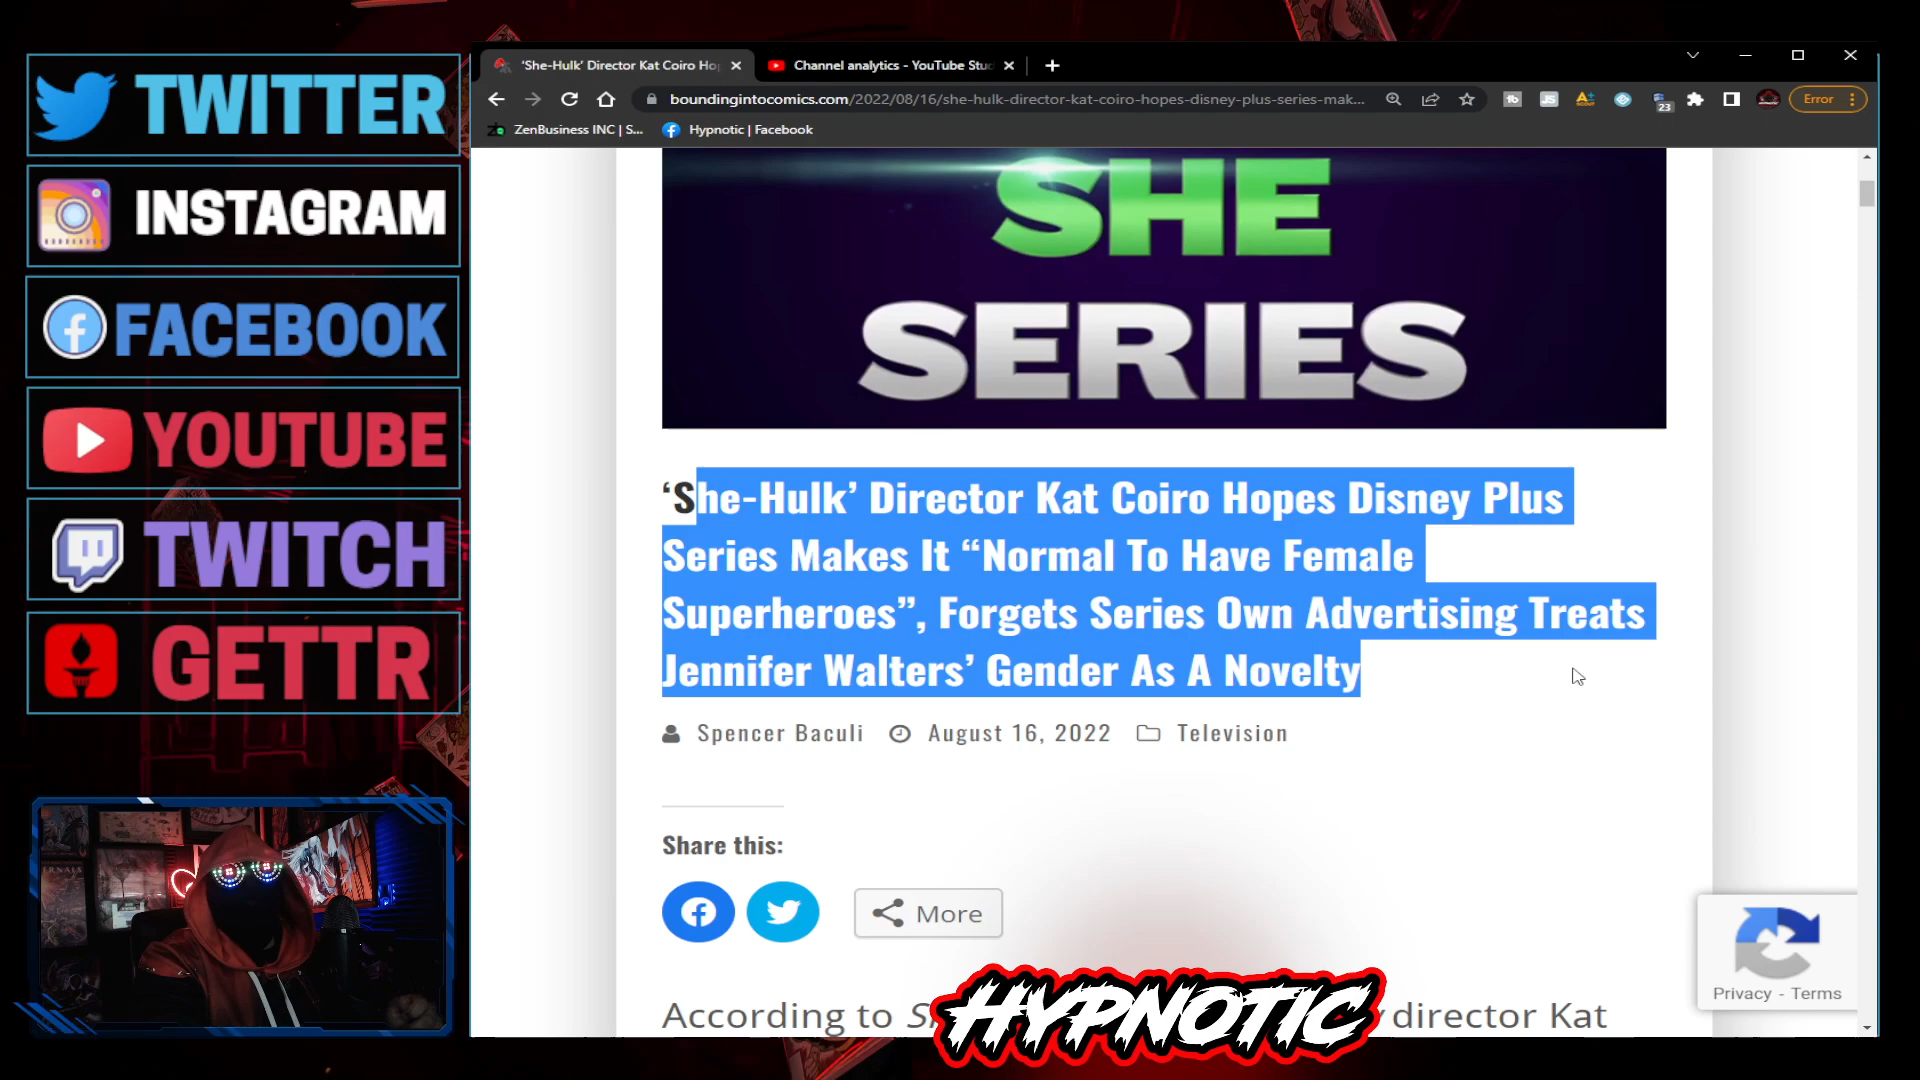 TWITTER
INSTAGRAM
FACEBOOK
YOUTUBE
TWITCH
GETTR
‘She-Hulk’ Director Kat Coiro Ho
Channel analytics - YouTube Stu
boundingintocomics.com/2022/08/16/she-hulk-director-kat-coiro-hopes-disney-plus-series-mak...
23
Error
ZenBusiness INC | S...
Hypnotic | Facebook
SHE
SERIES
‘She-Hulk’ Director Kat Coiro Hopes Disney Plus
Series Makes It “Normal To Have Female
Superheroes”, Forgets Series Own Advertising Treats
Jennifer Walters’ Gender As A Novelty
Spencer Baculi August 16, 2022 Television
Share this:
More
According to director Kat
HYPNOTIC
Privacy - Terms